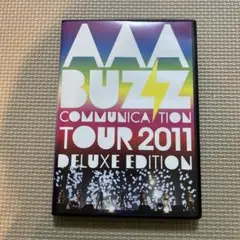 AAA
BUZZ
COMMUNICATION
TOUR 2011
DELUXE EDITION